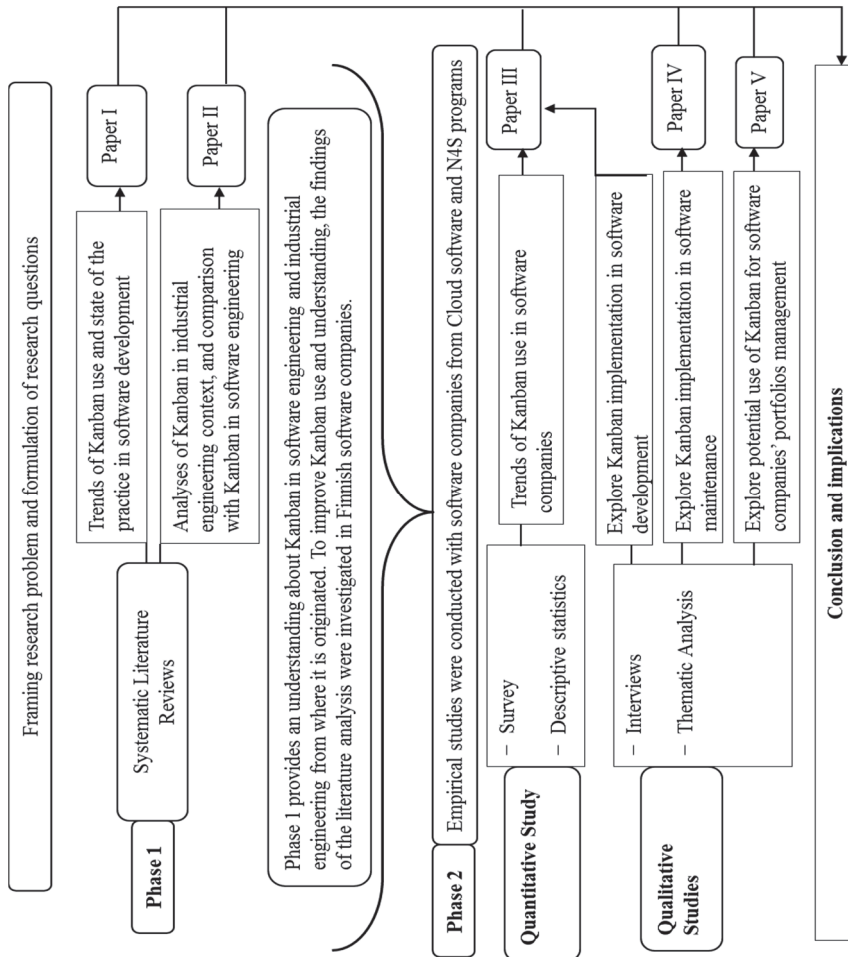 Framing research problem and formulation of research questions
Phase 1
Systematic Literature
Reviews
Trends of Kanban use and state of the
practice in software development
Paper I
Analyses of Kanban in industrial
engineering context, and comparison
with Kanban in software engineering
Paper II
Phase 1 provides an understanding about Kanban in software engineering and industrial
engineering from where it is originated. To improve Kanban use and understanding, the findings
of the literature analysis were investigated in Finnish software companies.
Phase 2
Empirical studies were conducted with software companies from Cloud software and N4S programs
Quantitative Study
– Survey
– Descriptive statistics
Trends of Kanban use in software
companies
Paper III
Qualitative
Studies
– Interviews
– Thematic Analysis
Explore Kanban implementation in software
development
Explore Kanban implementation in software
maintenance
Paper IV
Explore potential use of Kanban for software
companies’ portfolios management
Paper V
Conclusion and implications